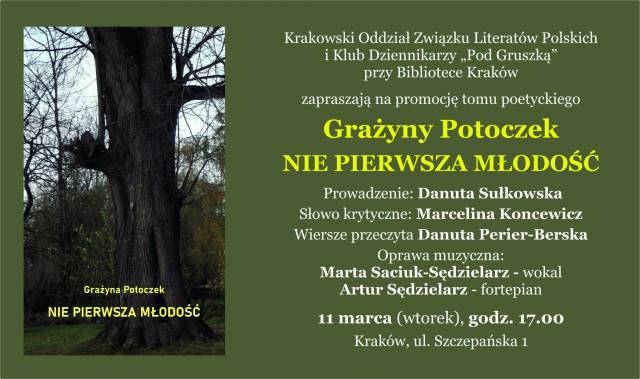 Grażyna Potoczek
NIE PIERWSZA MŁODOŚĆ
Krakowski Oddział Związku Literatów Polskich
i Klub Dziennikarzy „Pod Gruszką”
przy Bibliotece Kraków
zapraszają na promocję tomu poetyckiego
Grażyny Potoczek
NIE PIERWSZA MŁODOŚĆ
Prowadzenie: Danuta Sułkowska
Słowo krytyczne: Marcelina Koncewicz
Wiersze przeczyta Danuta Perier-Berska
Oprawa muzyczna:
Marta Saciuk-Sędzielarz - wokal
Artur Sędzielarz - fortepian
11 marca (wtorek), godz. 17.00
Kraków, ul. Szczepańska 1